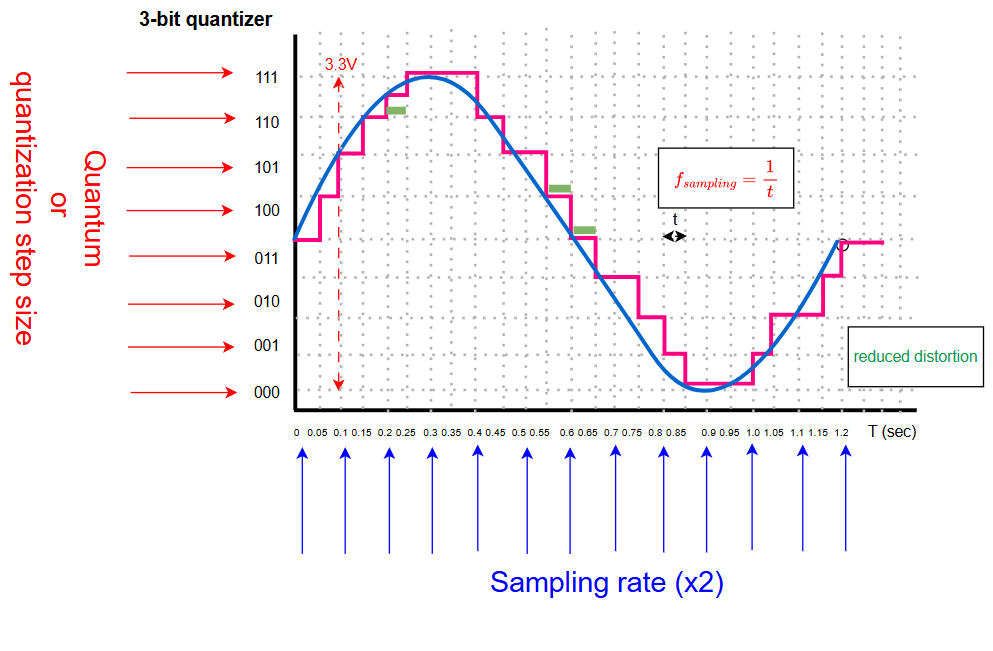 3-bit quantizer
quantization step size
or
Quantum
3.3V
111
110
101
100
011
010
001
000
f_sampling = 1/t
t
reduced distortion
0 0.05 0.1 0.15 0.2 0.25 0.3 0.35 0.4 0.45 0.5 0.55 0.6 0.65 0.7 0.75 0.8 0.85 0.9 0.95 1.0 1.05 1.1 1.15 1.2 T (sec)
Sampling rate (x2)